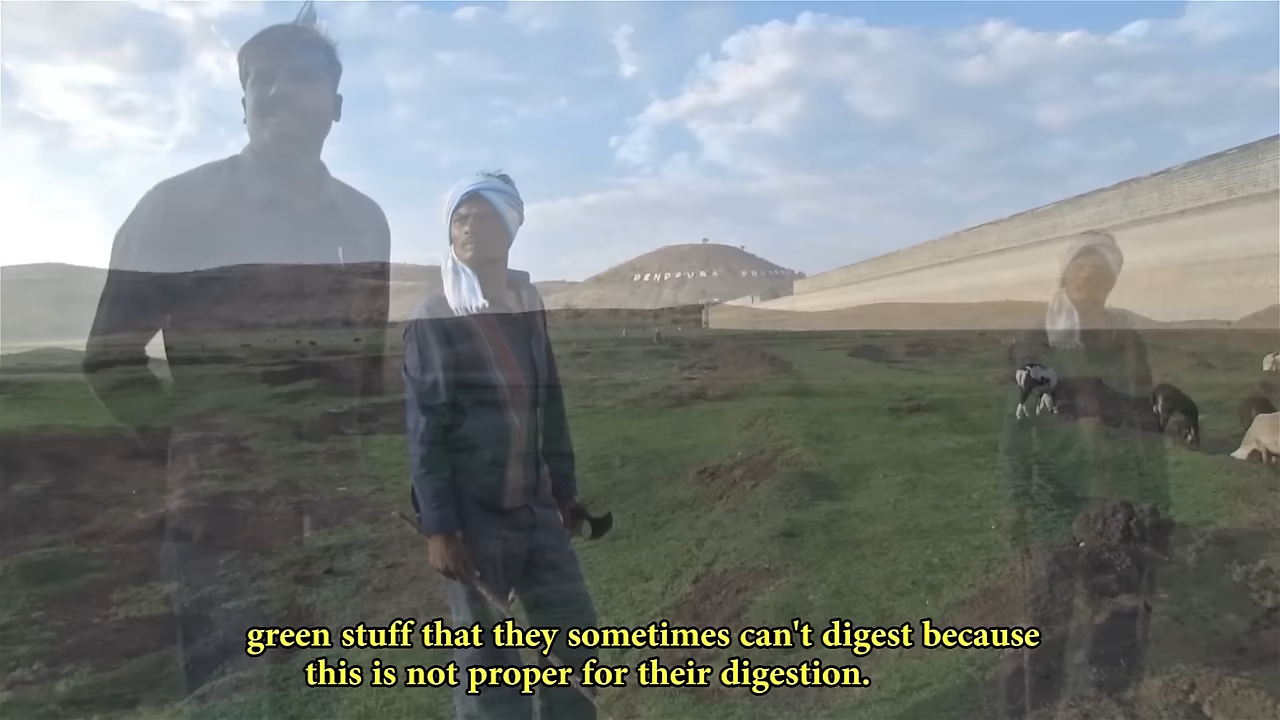 green stuff that they sometimes can't digest because
this is not proper for their digestion.